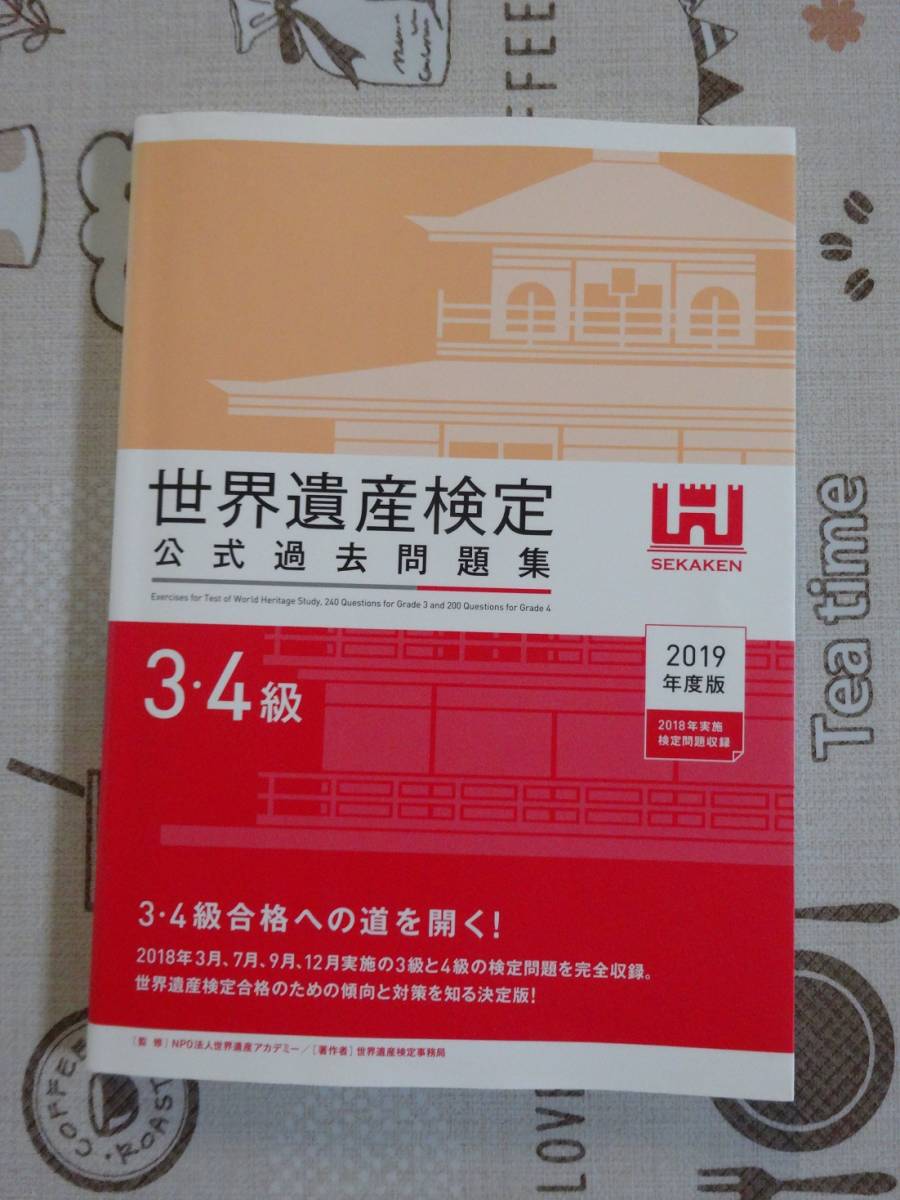 世界遺産検定
公式過去問題集
SEKAKEN
Exercises for Test of World Heritage Study, 240 Questions for Grade 3 and 200 Questions for Grade 4
3・4級
2019
年度版
2018年実施
検定問題収録
3・4級合格への道を開く!
2018年3月、7月、9月、12月実施の3級と4級の検定問題を完全収録。
世界遺産検定合格のための傾向と対策を知る決定版!
[監 修] NPO法人世界遺産アカデミー/[著作者] 世界遺産検定事務局
Tea time
COFFEE
ROAST
LOVIN